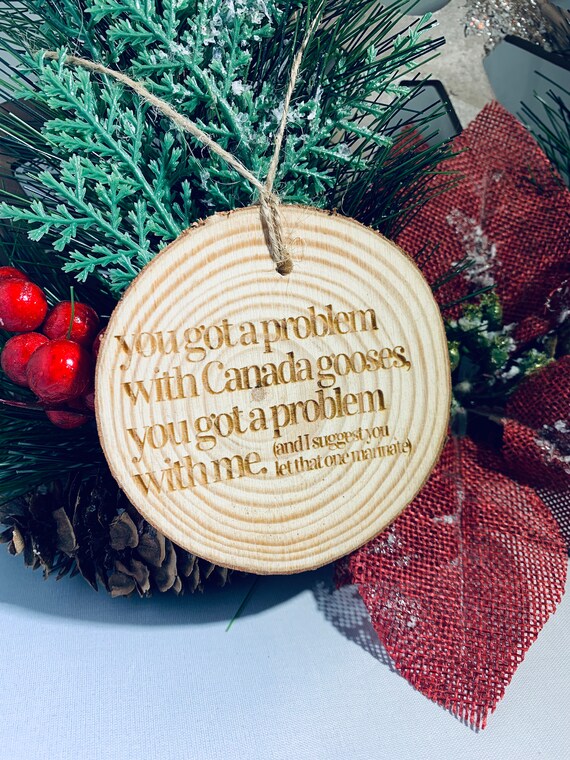 you got a problem
with Canada gooses,
you got a problem
with me. (and I suggest you
let that one marinate)